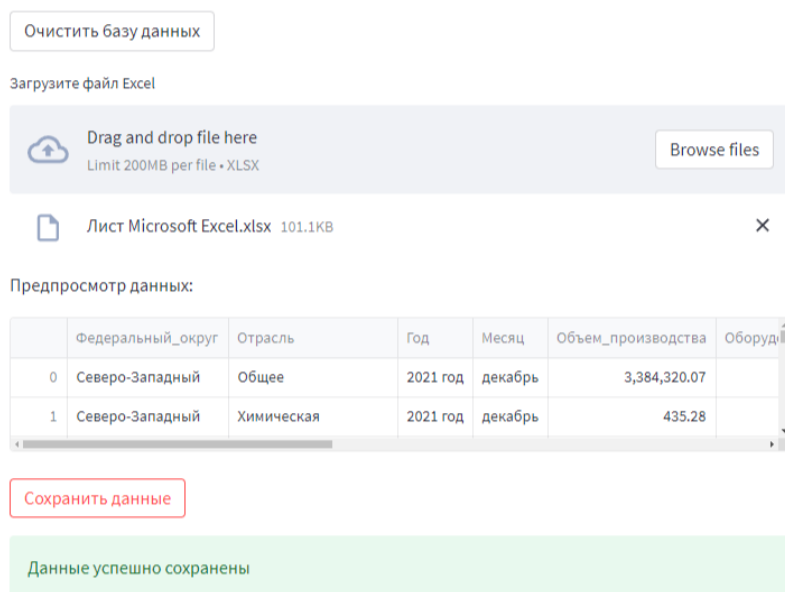 Очистить базу данных
Загрузите файл Excel
Drag and drop file here
Limit 200MB per file • XLSX
Browse files
Лист Microsoft Excel.xlsx 101.1KB
Предпросмотр данных:
Федеральный_округ Отрасль Год Месяц Объем_производства
0 Северо-Западный Общее 2021 год декабрь 3,384,320.07
1 Северо-Западный Химическая 2021 год декабрь 435.28
Сохранить данные
Данные успешно сохранены